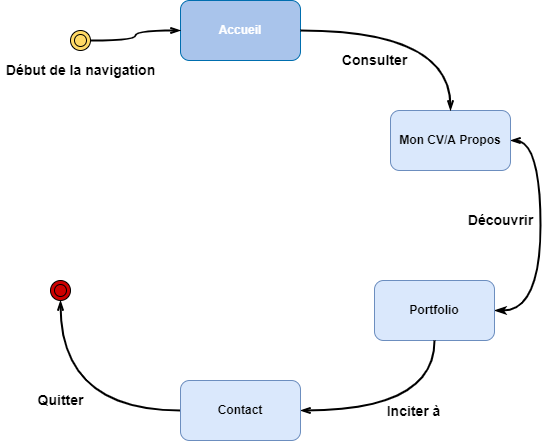 Accueil
Consulter
Début de la navigation
Mon CV/A Propos
Découvrir
Portfolio
Quitter
Contact
Inciter à